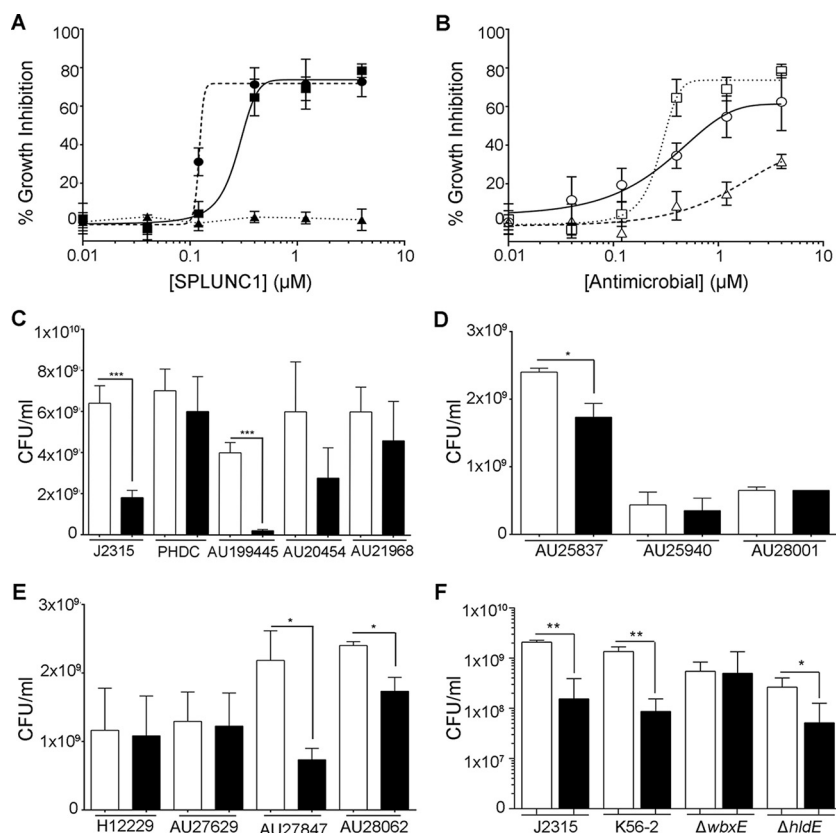 A
% Growth Inhibition
100
80
60
40
20
0
0.01
0.1
1
10
[SPLUNC1] (µM)
B
% Growth Inhibition
100
80
60
40
20
0
0.01
0.1
1
10
[Antimicrobial] (µM)
C
CFU/ml
1x10¹⁰
8x10⁹
6x10⁹
4x10⁹
2x10⁹
0
***
***
J2315
PHDC
AU199445
AU20454
AU21968
D
CFU/ml
3x10⁹
2x10⁹
1x10⁹
0
*
AU25837
AU25940
AU28001
E
CFU/ml
3x10⁹
2x10⁹
1x10⁹
0
*
*
H12229
AU27629
AU27847
AU28062
F
CFU/ml
1x10¹⁰
1x10⁹
1x10⁸
1x10⁷
0
**
**
*
J2315
K56-2
ΔwbxE
ΔhldE